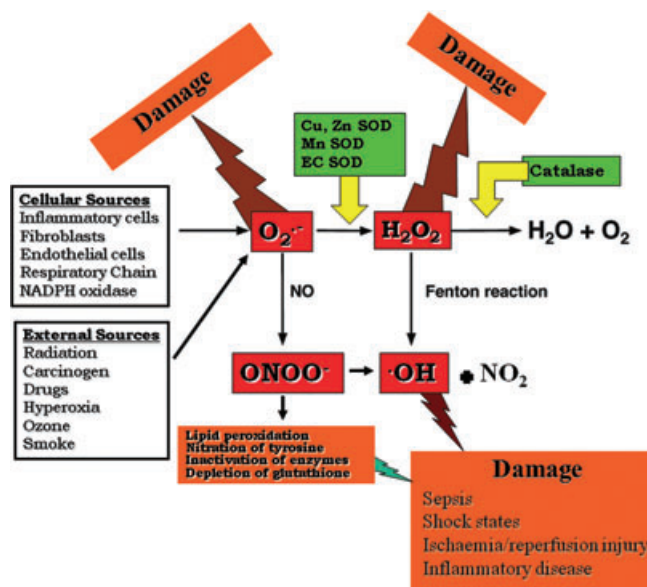 Damage
Damage
Cu, Zn SOD
Mn SOD
EC SOD
Catalase
Cellular Sources
Inflammatory cells
Fibroblasts
Endothelial cells
Respiratory Chain
NADPH oxidase
O₂·-
H₂O₂
H₂O + O₂
NO
Fenton reaction
External Sources
Radiation
Carcinogen
Drugs
Hyperoxia
Ozone
Smoke
ONOO-
·OH
• NO₂
Lipid peroxidation
Nitration of tyrosine
Inactivation of enzymes
Depletion of glutathione
Damage
Sepsis
Shock states
Ischaemia/reperfusion injury
Inflammatory disease